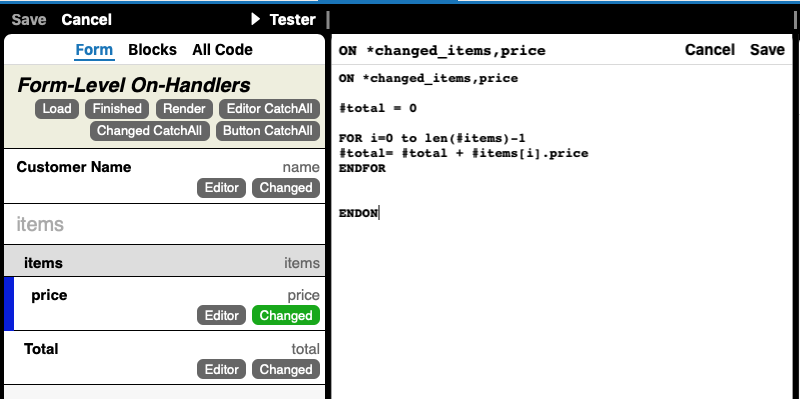 Save Cancel Tester
Form Blocks All Code
Form-Level On-Handlers
Load Finished Render Editor CatchAll
Changed CatchAll Button CatchAll
Customer Name name
Editor Changed
items
items items
price price
Editor Changed
Total total
Editor Changed
ON *changed_items,price Cancel Save
ON *changed_items,price
#total = 0
FOR i=0 to len(#items)-1
#total= #total + #items[i].price
ENDFOR
ENDON